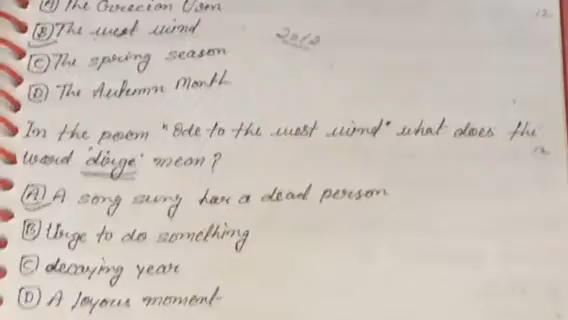 (A) The Grecian Urn
(B) The west wind
2012
(C) The spring season
(D) The Autumn Month
In the poem "Ode to the west wind" what does the
word 'dirge' mean?
(A) A song sung for a dead person
(B) Urge to do something
(C) decaying year
(D) A Joyous moment